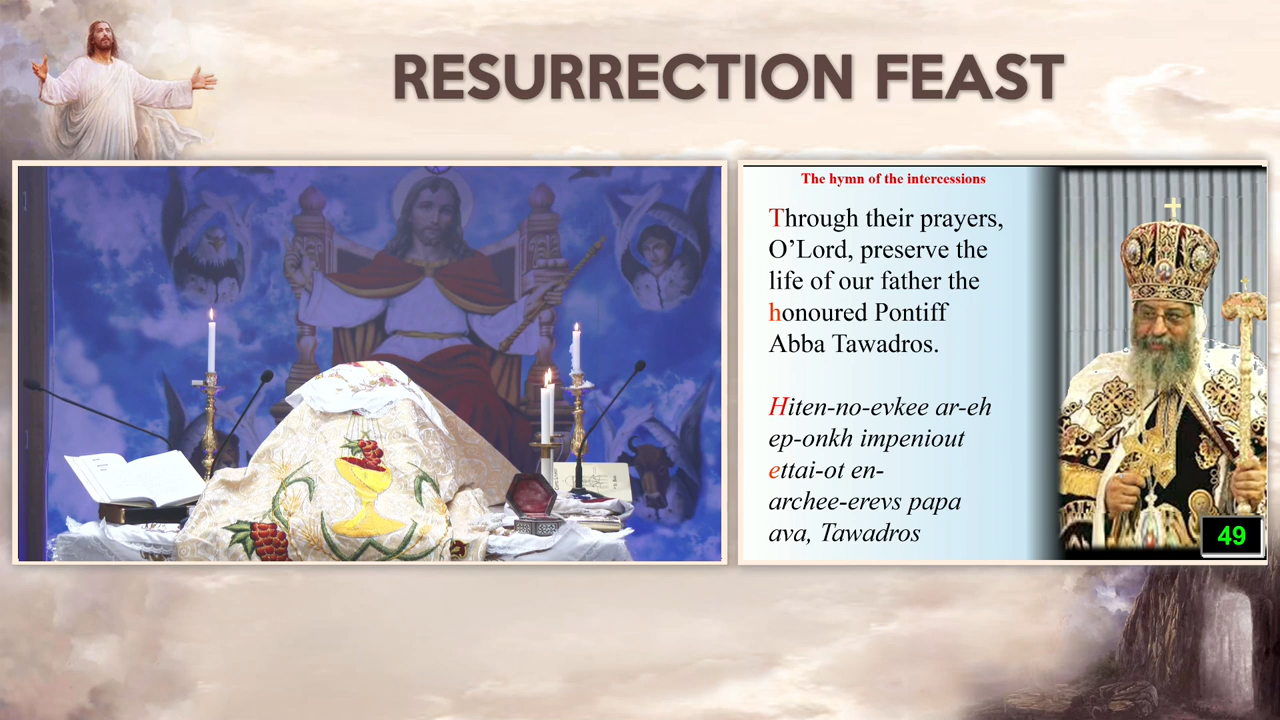 RESURRECTION FEAST
The hymn of the intercessions
Through their prayers,
O’Lord, preserve the
life of our father the
honoured Pontiff
Abba Tawadros.
Hiten-no-evkee ar-eh
ep-onkh impeniout
ettai-ot en-
archee-erevs papa
ava, Tawadros
49